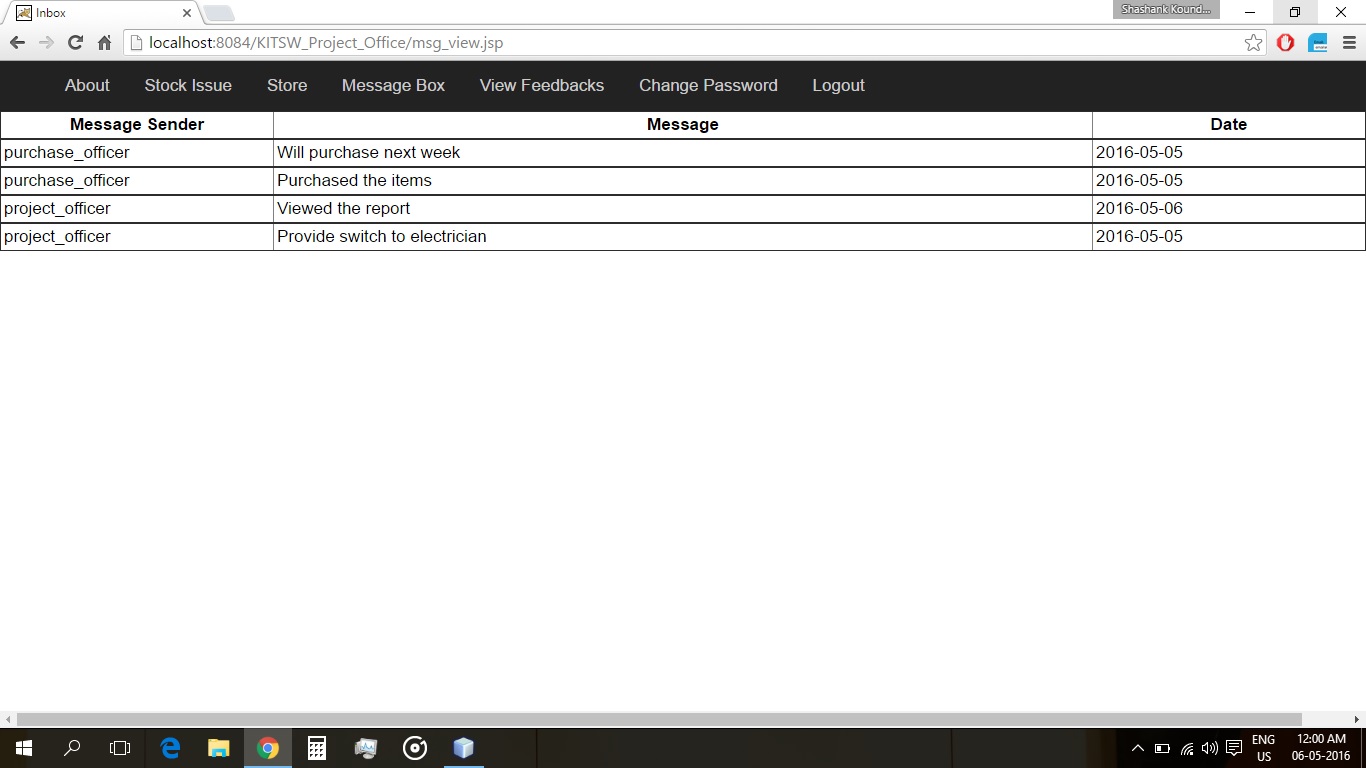 Inbox
Shashank Kound...
localhost:8084/KITSW_Project_Office/msg_view.jsp
About Stock Issue Store Message Box View Feedbacks Change Password Logout
Message Sender Message Date
purchase_officer Will purchase next week 2016-05-05
purchase_officer Purchased the items 2016-05-05
project_officer Viewed the report 2016-05-06
project_officer Provide switch to electrician 2016-05-05
ENG 12:00 AM
US 06-05-2016